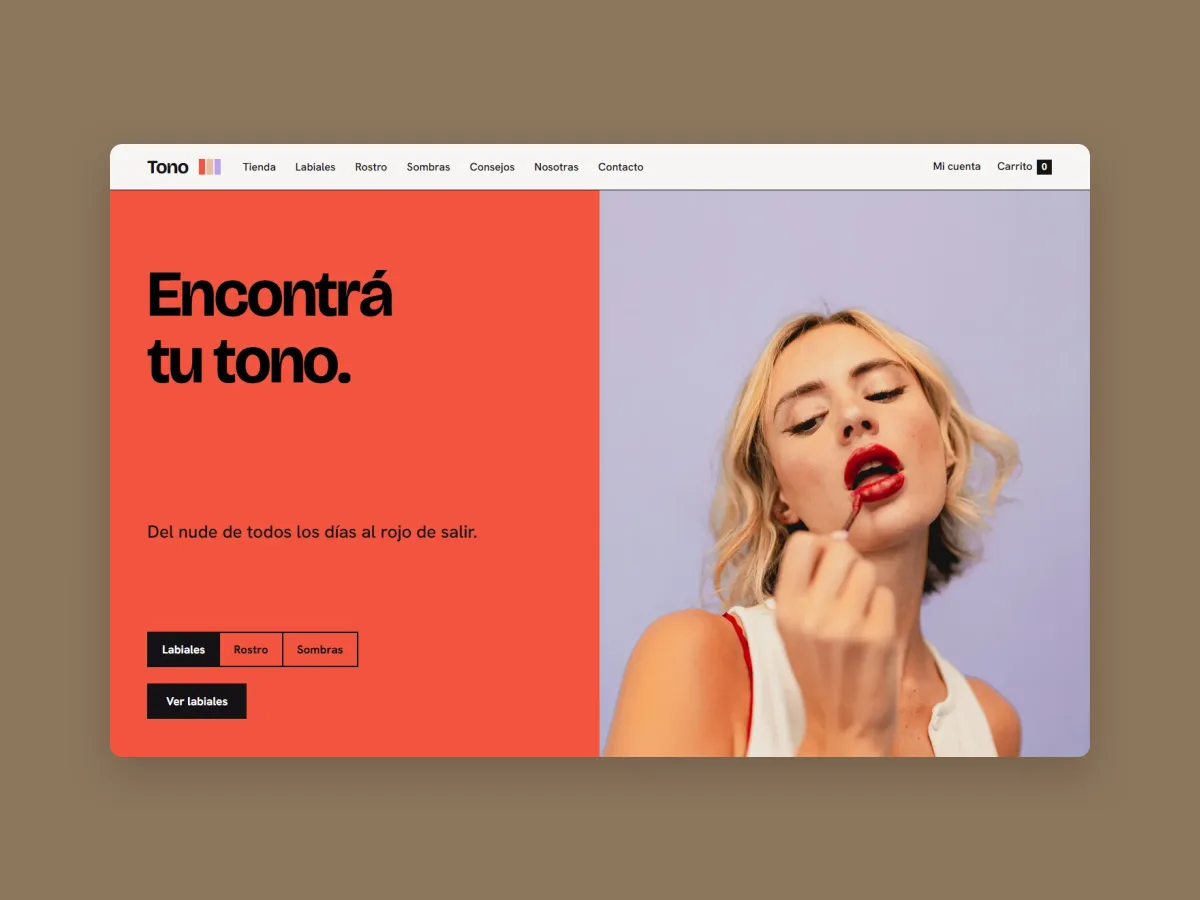 Tono
Tienda
Labiales
Rostro
Sombras
Consejos
Nosotras
Contacto
Mi cuenta
Carrito 0
Encontrá
tu tono.
Del nude de todos los días al rojo de salir.
Labiales
Rostro
Sombras
Ver labiales